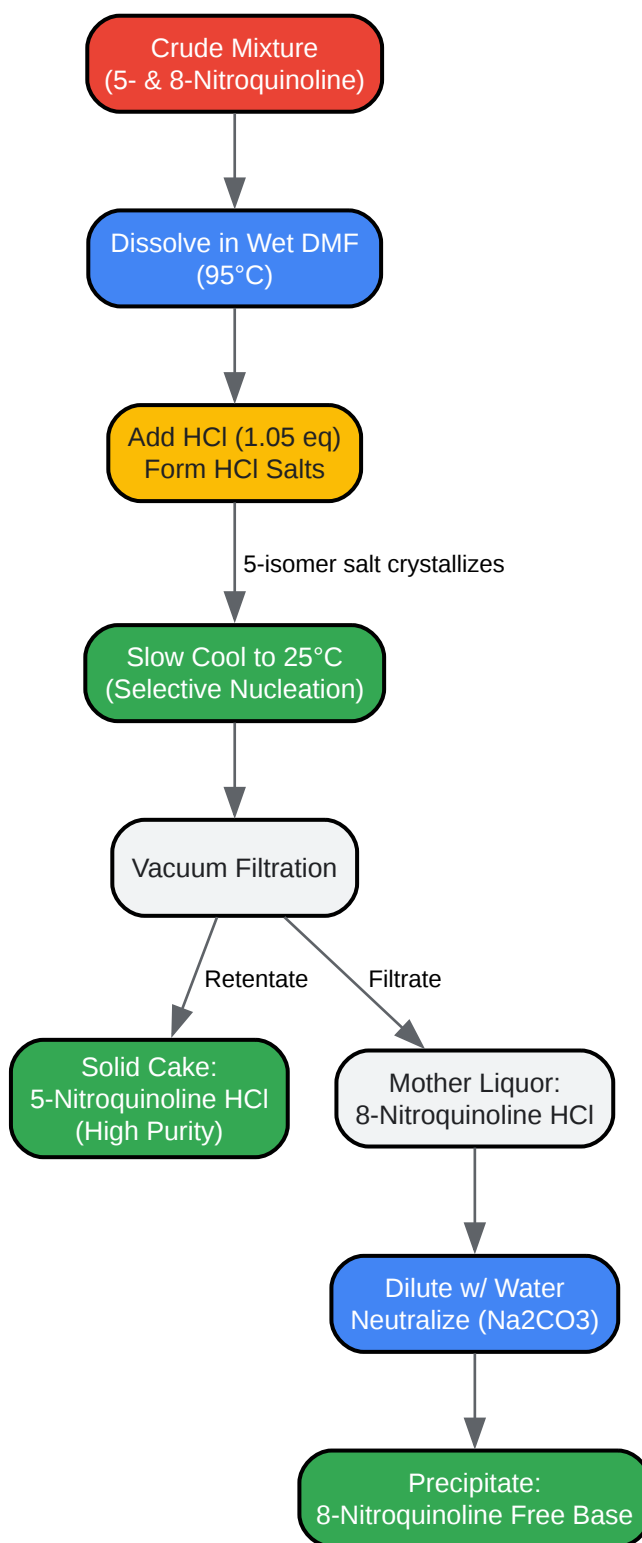 Crude Mixture
(5- & 8-Nitroquinoline)
Dissolve in Wet DMF
(95°C)
Add HCl (1.05 eq)
Form HCl Salts
5-isomer salt crystallizes
Slow Cool to 25°C
(Selective Nucleation)
Vacuum Filtration
Retentate
Filtrate
Solid Cake:
5-Nitroquinoline HCl
(High Purity)
Mother Liquor:
8-Nitroquinoline HCl
Dilute w/ Water
Neutralize (Na2CO3)
Precipitate:
8-Nitroquinoline Free Base